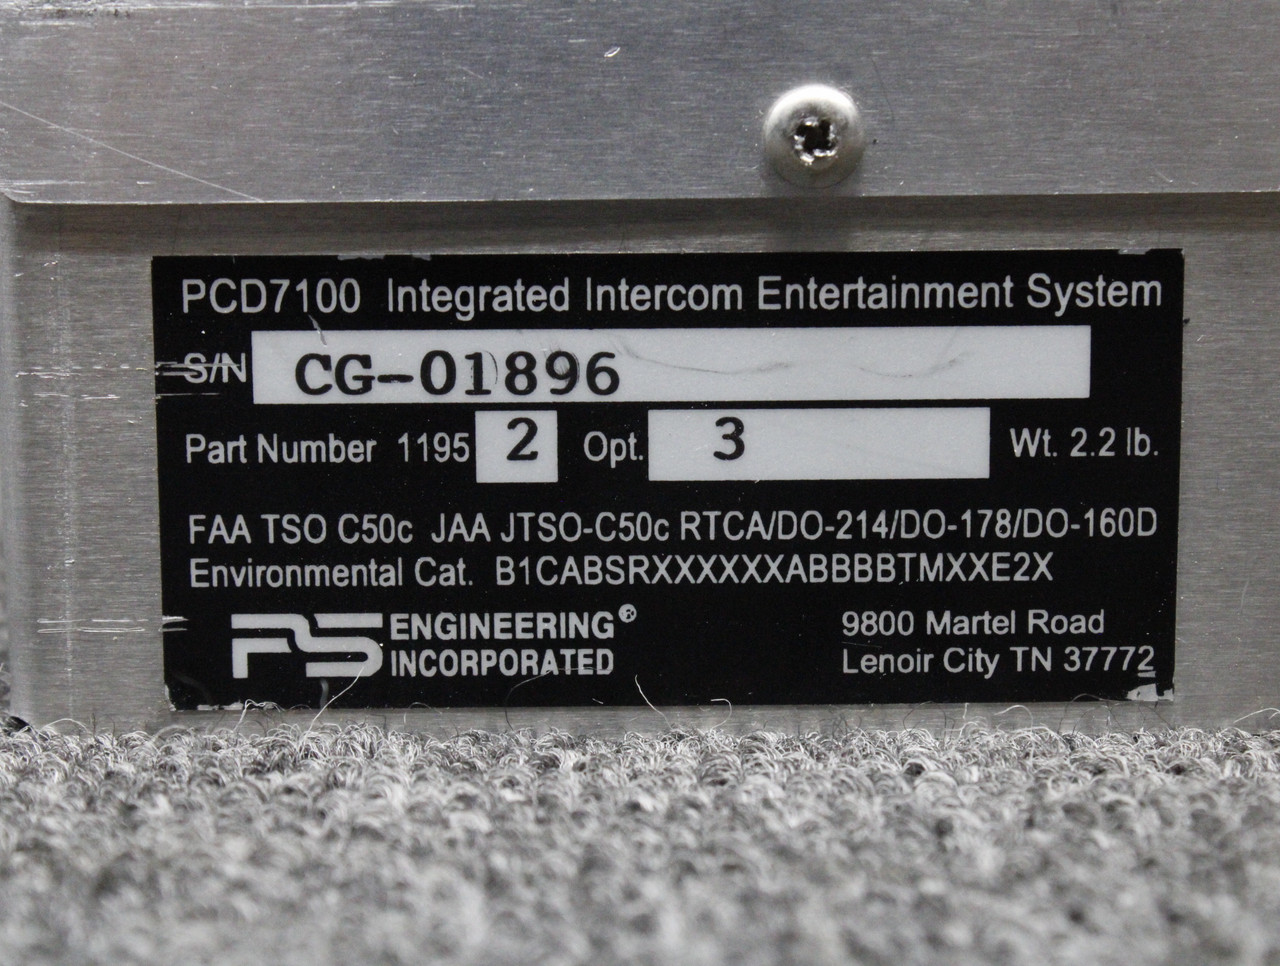 PCD7100 Integrated Intercom Entertainment System
S/N CG-01896
Part Number 1195 2 Opt. 3 Wt. 2.2 lb.
FAA TSO C50c JAA JTSO-C50c RTCA/DO-214/DO-178/DO-160D
Environmental Cat. B1CABSRXXXXXXABBBBTMXXE2X
PS ENGINEERING®
INCORPORATED
9800 Martel Road
Lenoir City TN 37772